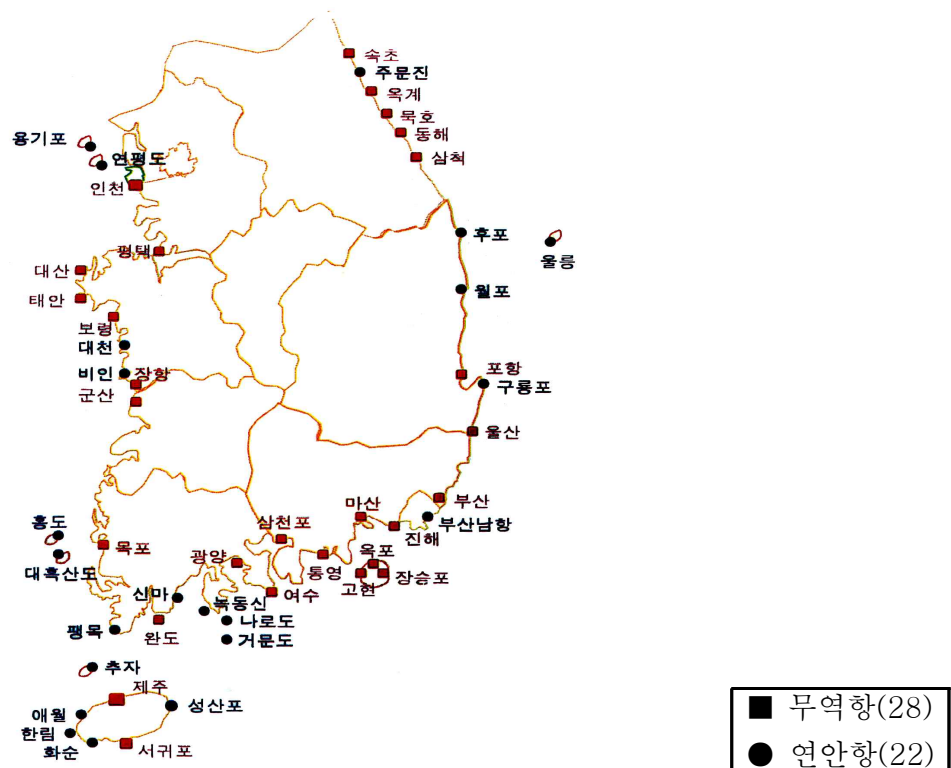 속초
주문진
옥계
묵호
동해
삼척
용기포
연평도
인천
후포
울릉
평택
대산
월포
태안
보령
대천
비인
장항
포항
구룡포
군산
울산
부산
마산
부산남항
삼천포
진해
홍도
목포
광양
통영
옥포
대흑산도
고현
장승포
여수
신마
녹동신
나로도
팽목
완도
거문도
추자
제주
성산포
애월
한림
화순
서귀포
■ 무역항(28)
● 연안항(22)